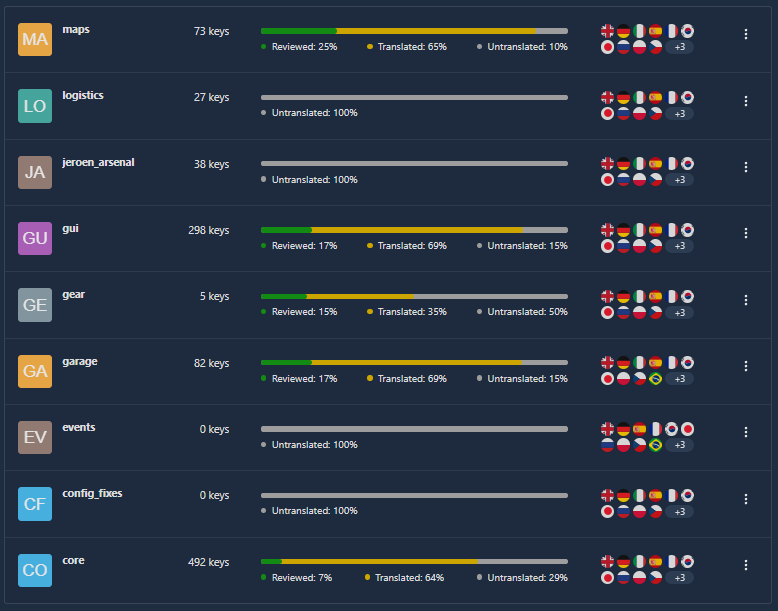 MA maps 73 keys
Reviewed: 25% Translated: 65% Untranslated: 10% +3
LO logistics 27 keys
Untranslated: 100% +3
JA jeroen_arsenal 38 keys
Untranslated: 100% +3
GU gui 298 keys
Reviewed: 17% Translated: 69% Untranslated: 15% +3
GE gear 5 keys
Reviewed: 15% Translated: 35% Untranslated: 50% +3
GA garage 82 keys
Reviewed: 17% Translated: 69% Untranslated: 15% +3
EV events 0 keys
Untranslated: 100% +3
CF config_fixes 0 keys
Untranslated: 100% +3
CO core 492 keys
Reviewed: 7% Translated: 64% Untranslated: 29% +3